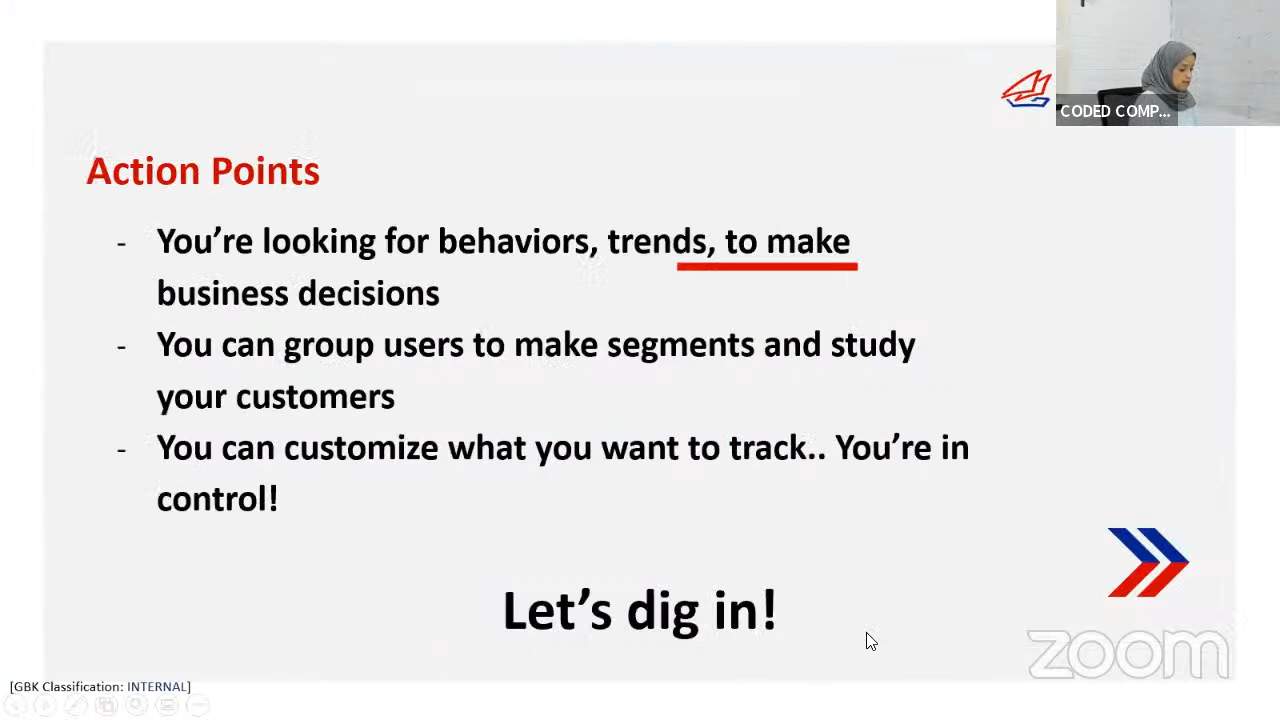 CODED COMP...
Action Points
- You're looking for behaviors, trends, to make
business decisions
- You can group users to make segments and study
your customers
- You can customize what you want to track.. You're in
control!
Let's dig in!
zoom
[GBK Classification: INTERNAL]